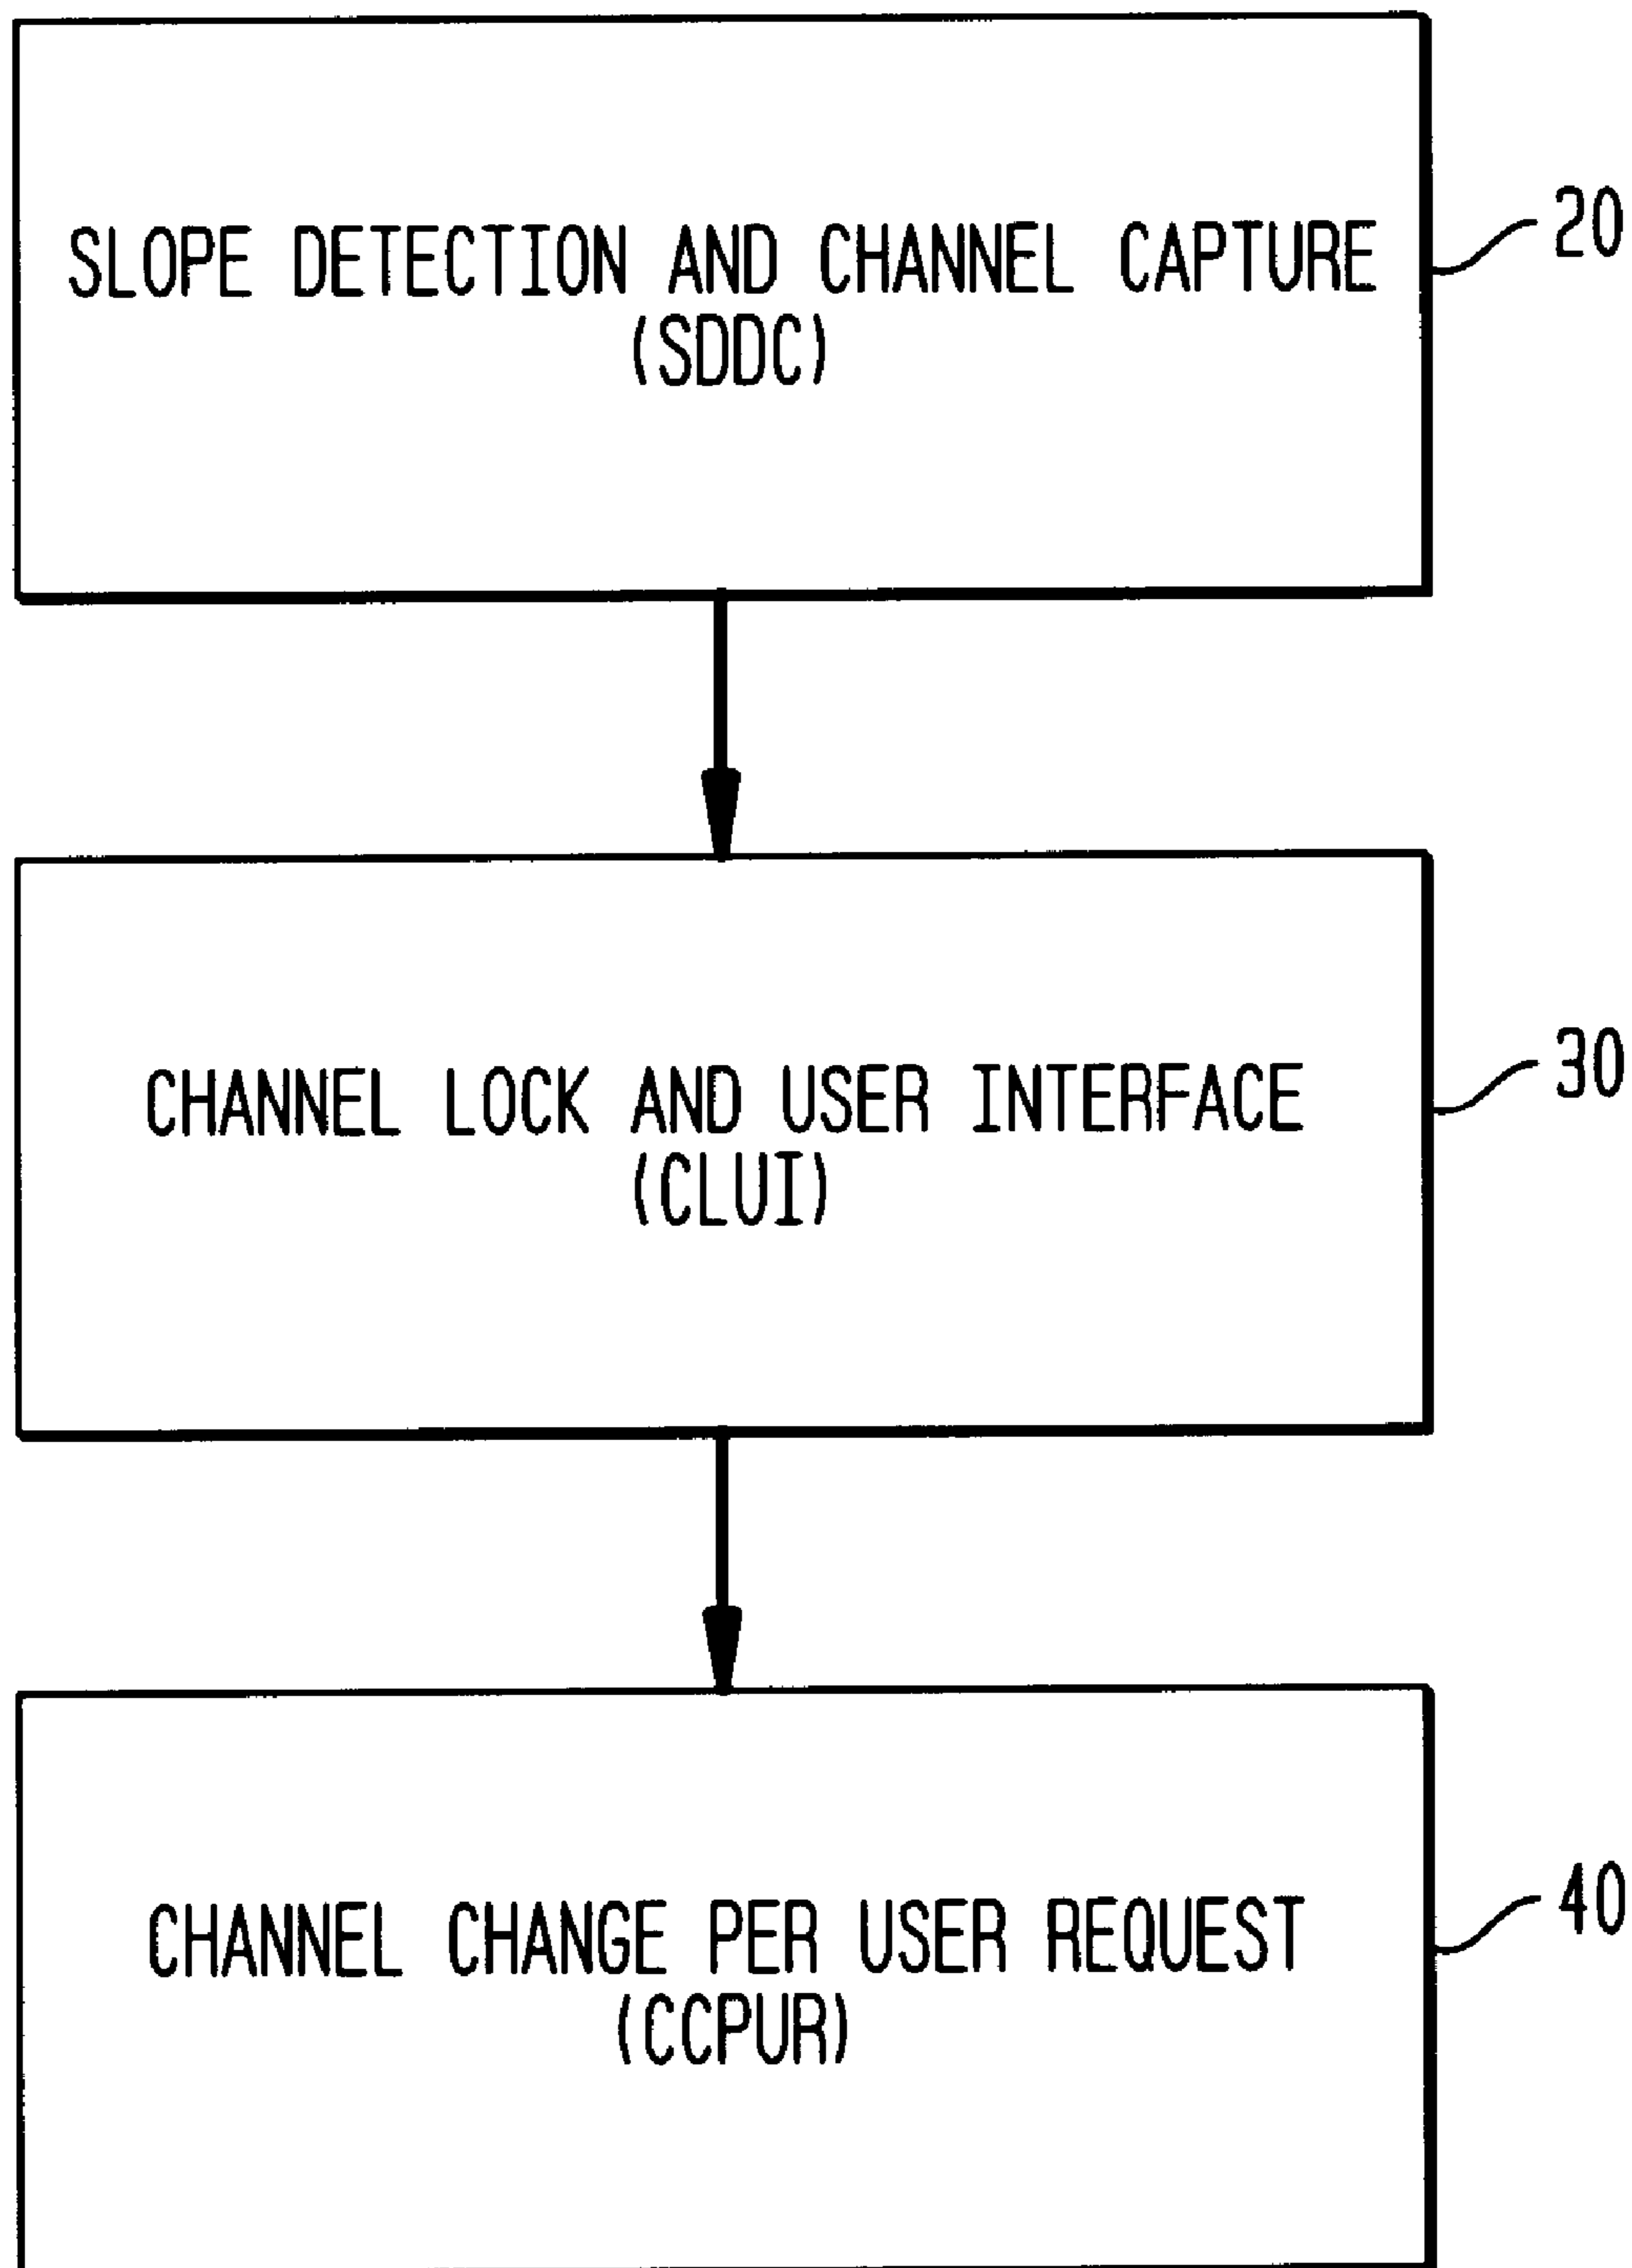 SLOPE DETECTION AND CHANNEL CAPTURE
(SDDC)
20
CHANNEL LOCK AND USER INTERFACE
(CLUI)
30
CHANNEL CHANGE PER USER REQUEST
(CCPUR)
40